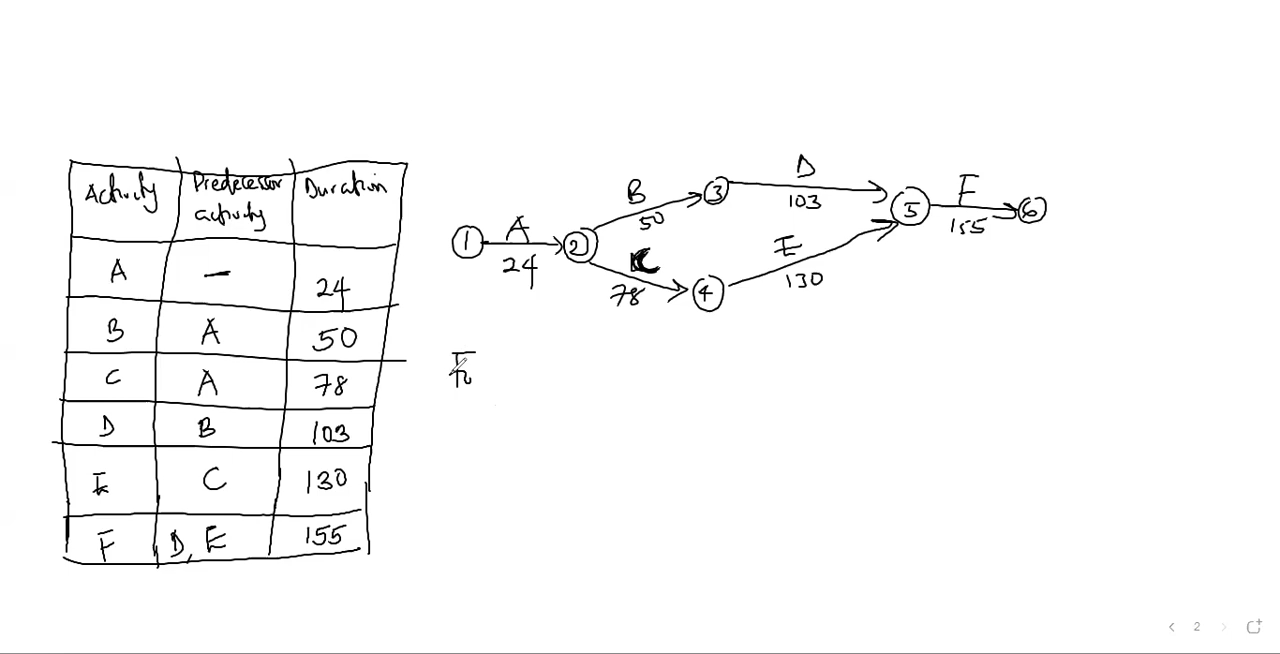 Activity Predecessor activity Duration
A - 24
B A 50
C A 78
D B 103
E C 130
F D, E 155
1 A 24 2
B 50 3
C 78 4
D 103 5
E 130
F 155 6
2